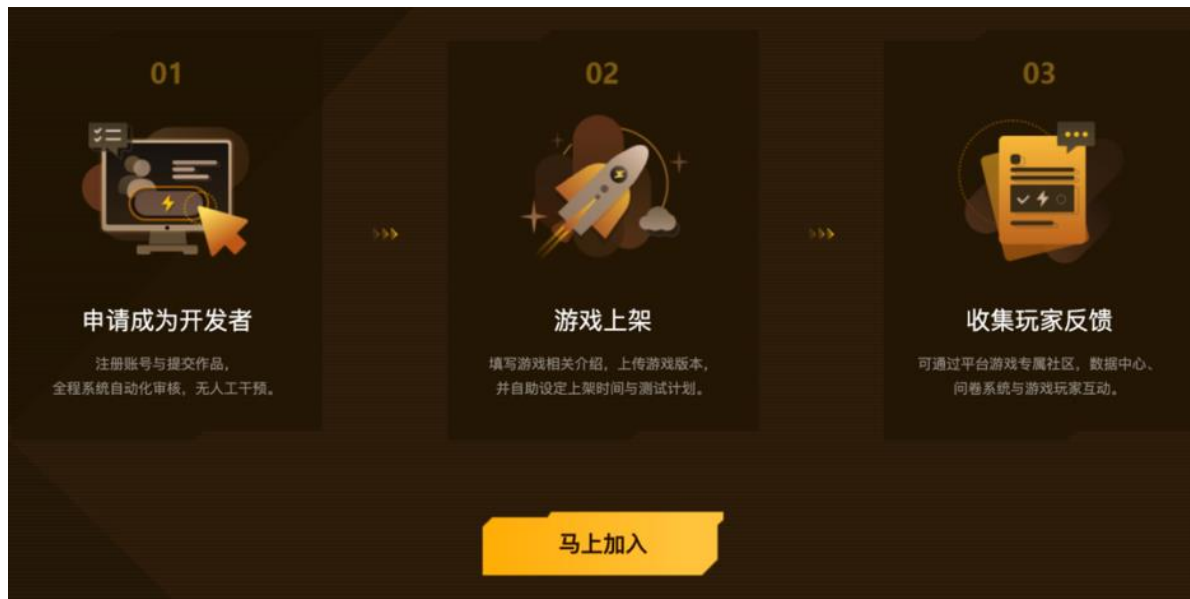 01
申请成为开发者
注册账号与提交作品，
全程系统自动化审核，无人工干预。
02
游戏上架
填写游戏相关介绍，上传游戏版本，
并自助设定上架时间与测试计划。
03
收集玩家反馈
可通过平台游戏专属社区，数据中心、
问卷系统与游戏玩家互动。
马上加入